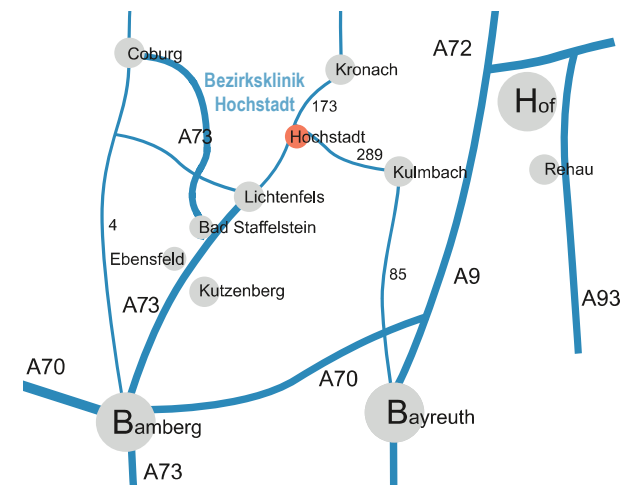 A72
Coburg
Kronach
Bezirksklinik
Hochstadt
Hof
173
A73
Hochstadt
289
Kulmbach
Rehau
Lichtenfels
4
Bad Staffelstein
Ebensfeld
85
A9
Kutzenberg
A73
A93
A70
A70
Bamberg
Bayreuth
A73